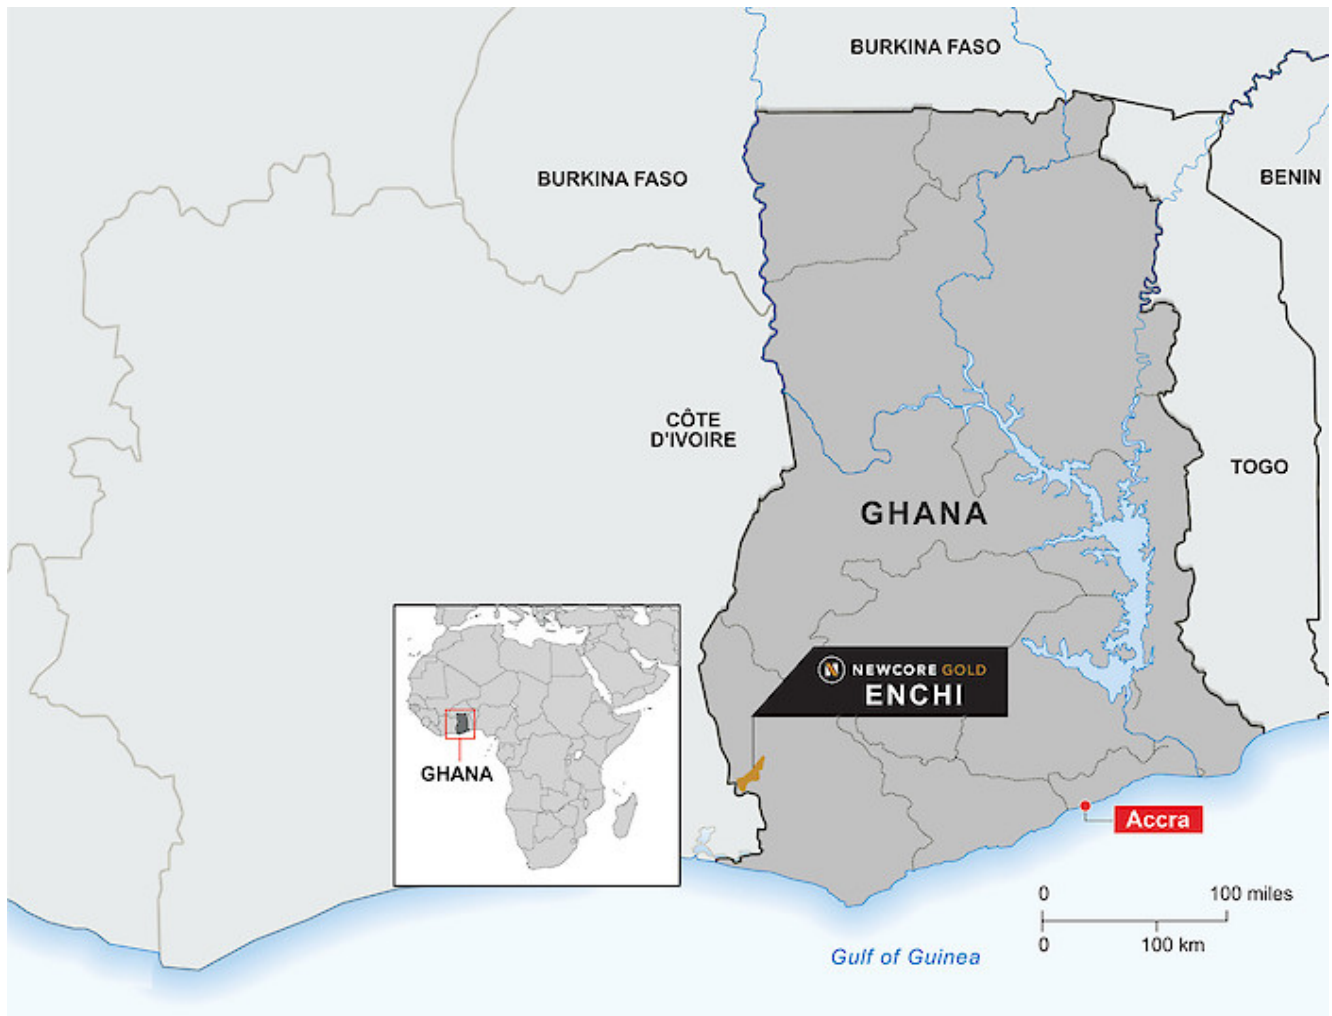 BURKINA FASO
BURKINA FASO
BENIN
CÔTE
D'IVOIRE
TOGO
GHANA
NEWCORE GOLD
ENCHI
GHANA
Accra
0 100 miles
0 100 km
Gulf of Guinea